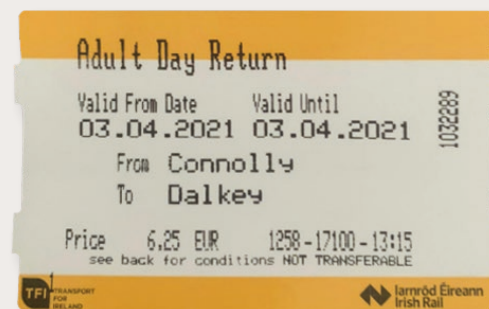 Adult Day Return
Valid From Date Valid Until
03.04.2021 03.04.2021
1032289
From Connolly
To Dalkey
Price 6.25 EUR 1258-17100-13:15
see back for conditions NOT TRANSFERABLE
TFI TRANSPORT
FOR
IRELAND
Iarnród Éireann
Irish Rail